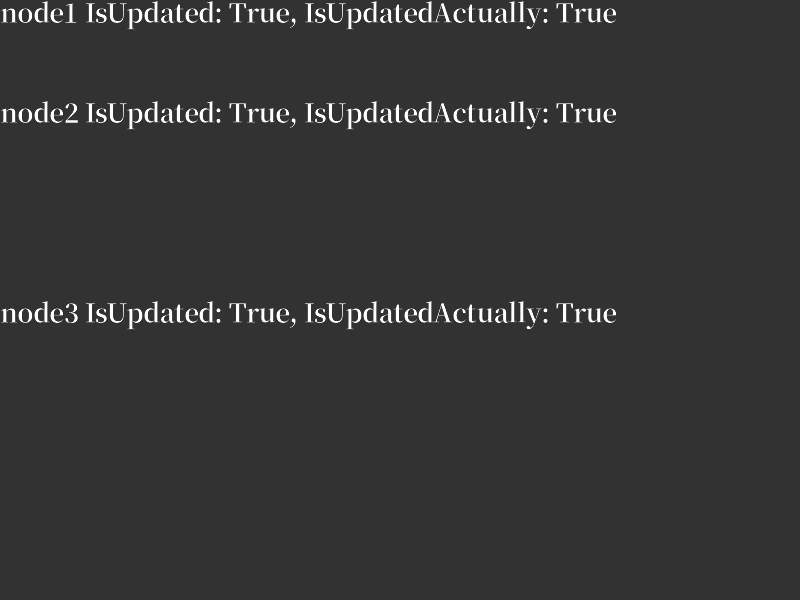 node1 IsUpdated: True, IsUpdatedActually: True
node2 IsUpdated: True, IsUpdatedActually: True
node3 IsUpdated: True, IsUpdatedActually: True